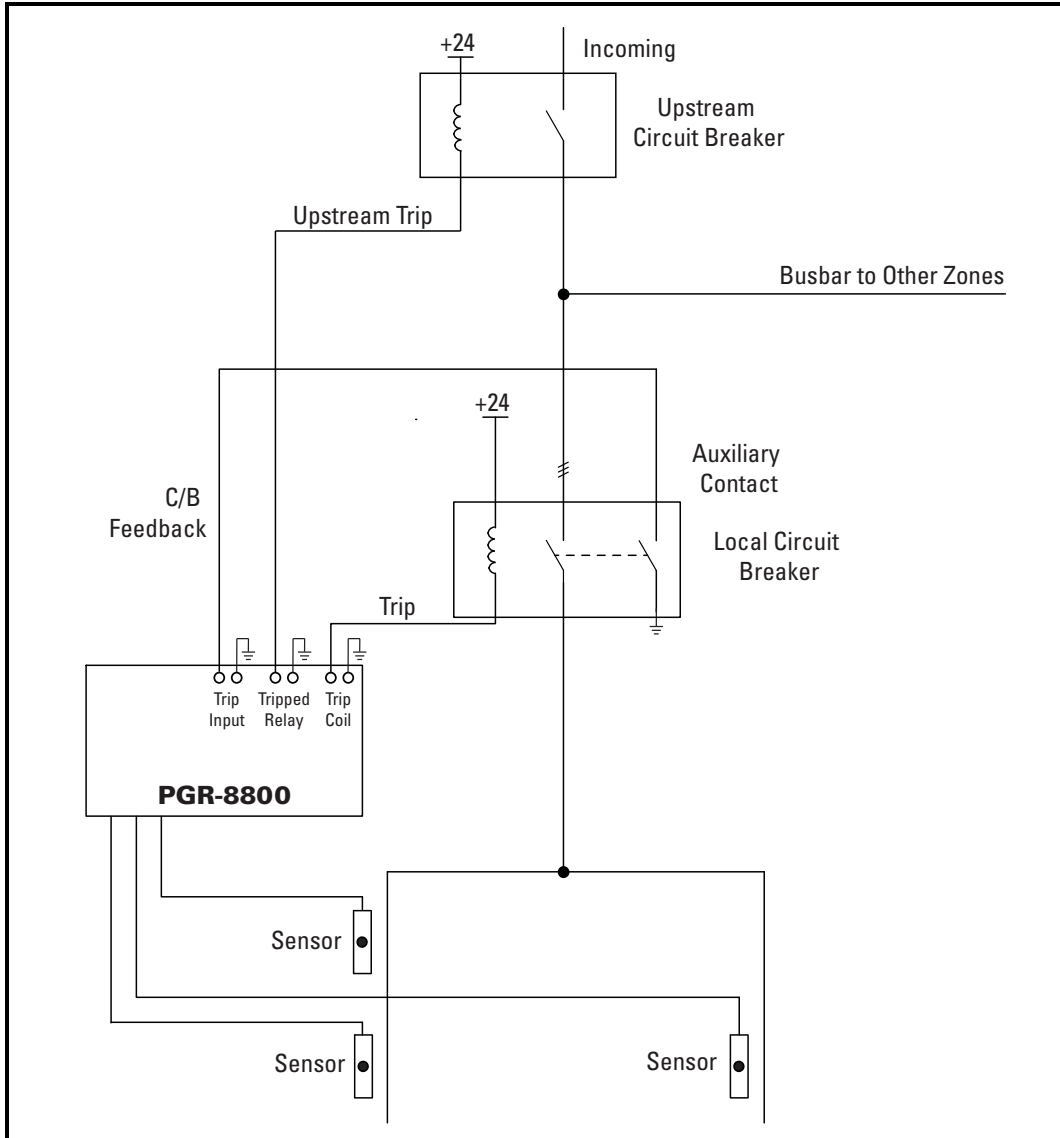 +24
Incoming
Upstream
Circuit Breaker
Upstream Trip
Busbar to Other Zones
+24
Auxiliary
Contact
C/B
Feedback
Local Circuit
Breaker
Trip
Trip
Input
Tripped
Relay
Trip
Coil
PGR-8800
Sensor
Sensor
Sensor